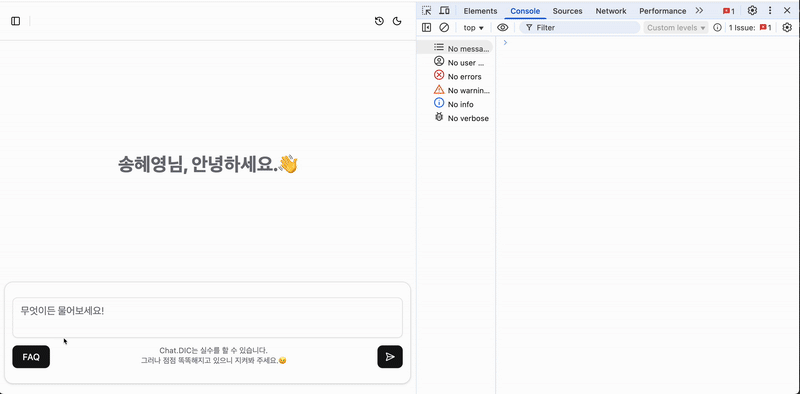 송혜영님, 안녕하세요.👋
무엇이든 물어보세요!
FAQ
Chat.DIC는 실수를 할 수 있습니다.
그러나 점점 똑똑해지고 있으니 지켜봐 주세요.😉
Elements Console Sources Network Performance 1
top Filter Custom levels 1 Issue: 1
No messa...
No user ...
No errors
No warnin...
No info
No verbose